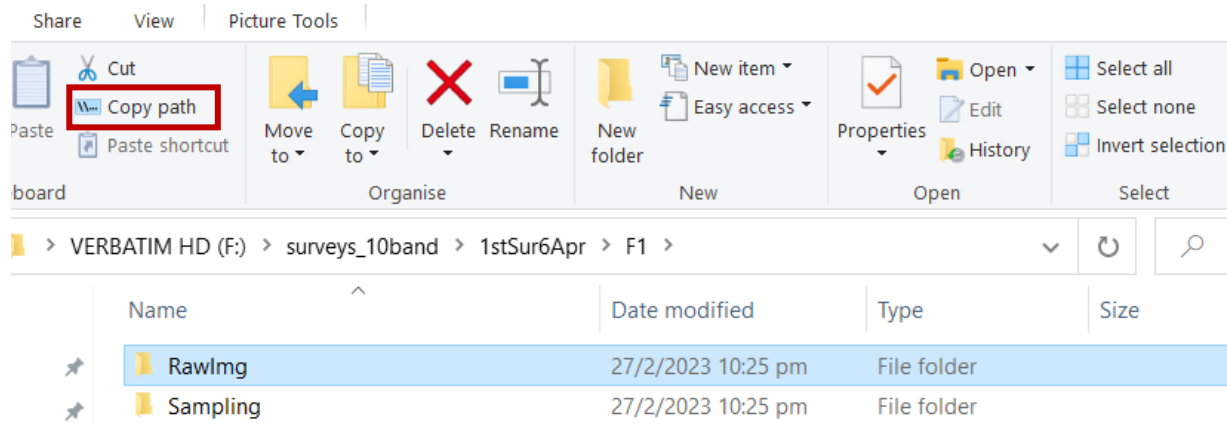 Share View Picture Tools
Cut
Copy path
Paste shortcut
Paste
board
Move to
Copy to
Delete
Rename
Organise
New folder
New item
Easy access
New
Properties
Open
Edit
History
Open
Select all
Select none
Invert selection
Select
> VERBATIM HD (F:) > surveys_10band > 1stSur6Apr > F1 >
Name Date modified Type Size
RawImg 27/2/2023 10:25 pm File folder
Sampling 27/2/2023 10:25 pm File folder